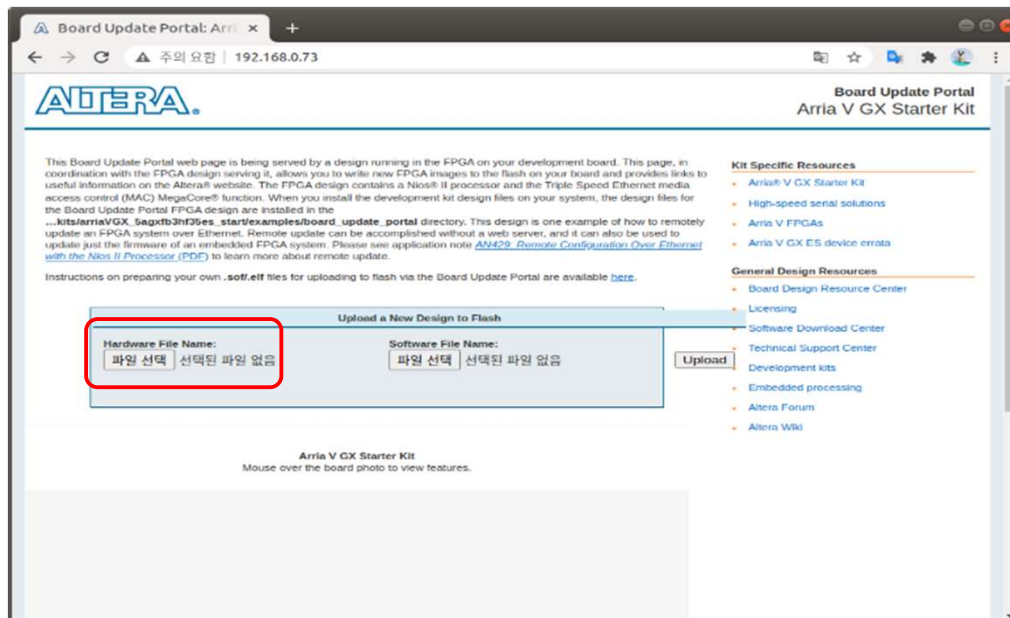 Board Update Portal: Arri
주의 요함 | 192.168.0.73
ALTERA®
Board Update Portal
Arria V GX Starter Kit
This Board Update Portal web page is being served by a design running in the FPGA on your development board. This page, in
coordination with the FPGA design serving it, allows you to write new FPGA images to the flash on your board and provides links to
useful information on the Altera® website. The FPGA design contains a Nios® II processor and the Triple Speed Ethernet media
access control (MAC) MegaCore® function. When you install the development kit design files on your system, the design files for
the Board Update Portal FPGA design are installed in the
...kits/arriaVGX_5agxfb3hf35es_start/examples/board_update_portal directory. This design is one example of how to remotely
update an FPGA system over Ethernet. Remote update can be accomplished without a web server, and it can also be used to
update just the firmware of an embedded FPGA system. Please see application note AN429: Remote Configuration Over Ethernet
with the Nios II Processor (PDF) to learn more about remote update.
Instructions on preparing your own .sof/.elf files for uploading to flash via the Board Update Portal are available here.
Upload a New Design to Flash
Hardware File Name:
파일 선택 선택된 파일 없음
Software File Name:
파일 선택 선택된 파일 없음
Upload
Arria V GX Starter Kit
Mouse over the board photo to view features.
Kit Specific Resources
Arria® V GX Starter Kit
High-speed serial solutions
Arria V FPGAs
Arria V GX ES device errata
General Design Resources
Board Design Resource Center
Licensing
Software Download Center
Technical Support Center
Development kits
Embedded processing
Altera Forum
Altera Wiki